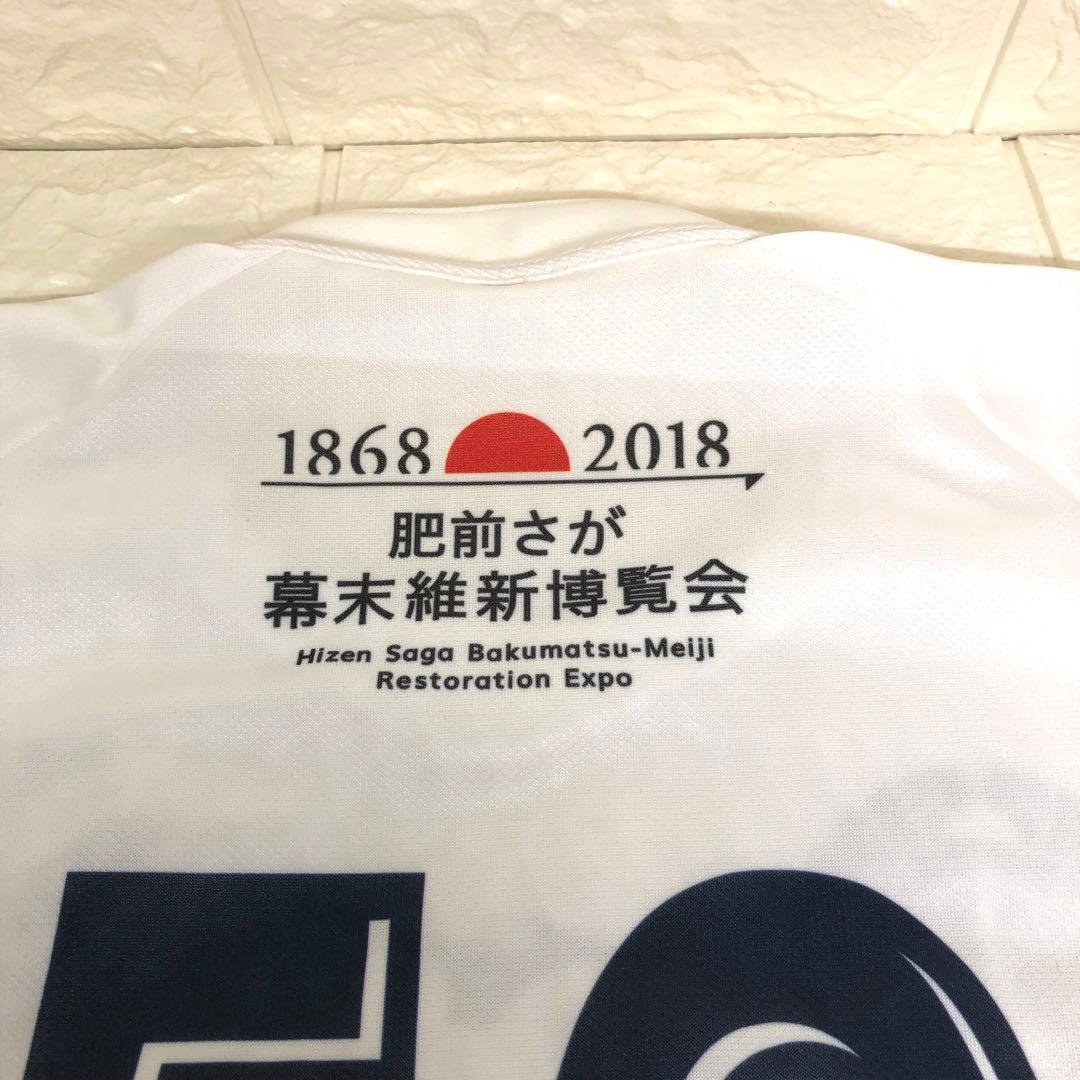 1868 2018
肥前さが
幕末維新博覧会
Hizen Saga Bakumatsu-Meiji
Restoration Expo